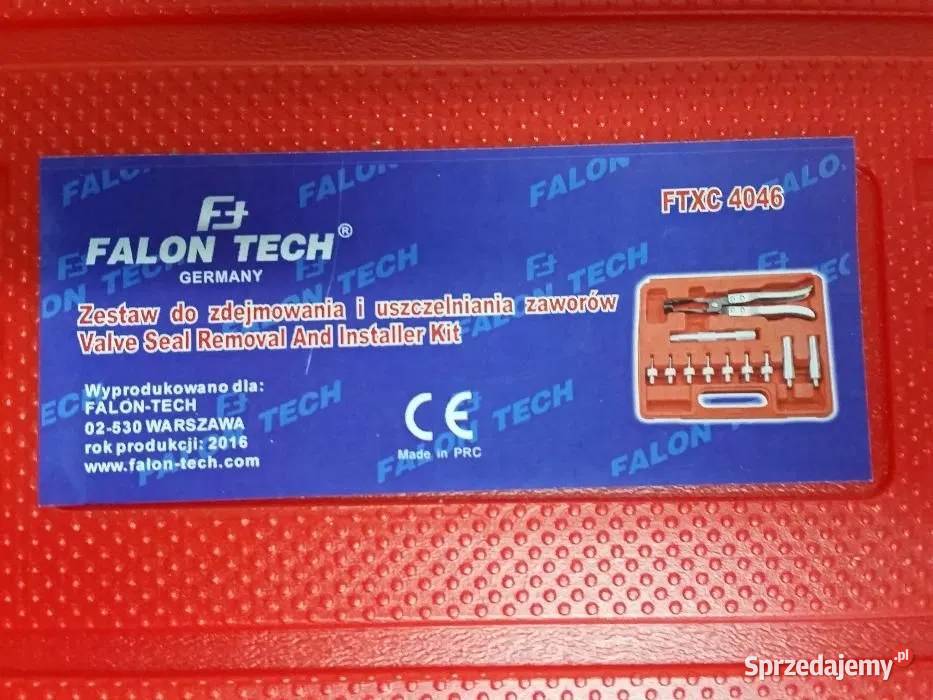 FALON TECH®
GERMANY
FTXC 4046
Zestaw do zdejmowania i uszczelniania zaworów
Valve Seal Removal And Installer Kit
Wyprodukowano dla:
FALON-TECH
02-530 WARSZAWA
rok produkcji: 2016
www.falon-tech.com
CE
Made in PRC
Sprzedajemy.pl